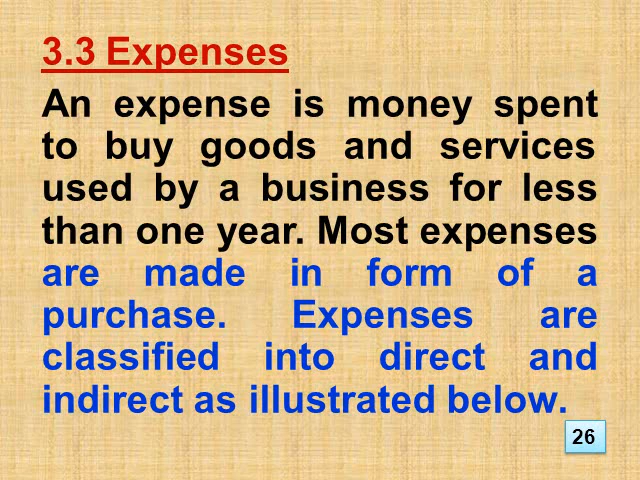 3.3 Expenses
An expense is money spent
to buy goods and services
used by a business for less
than one year. Most expenses
are made in form of a
purchase. Expenses are
classified into direct and
indirect as illustrated below.
26